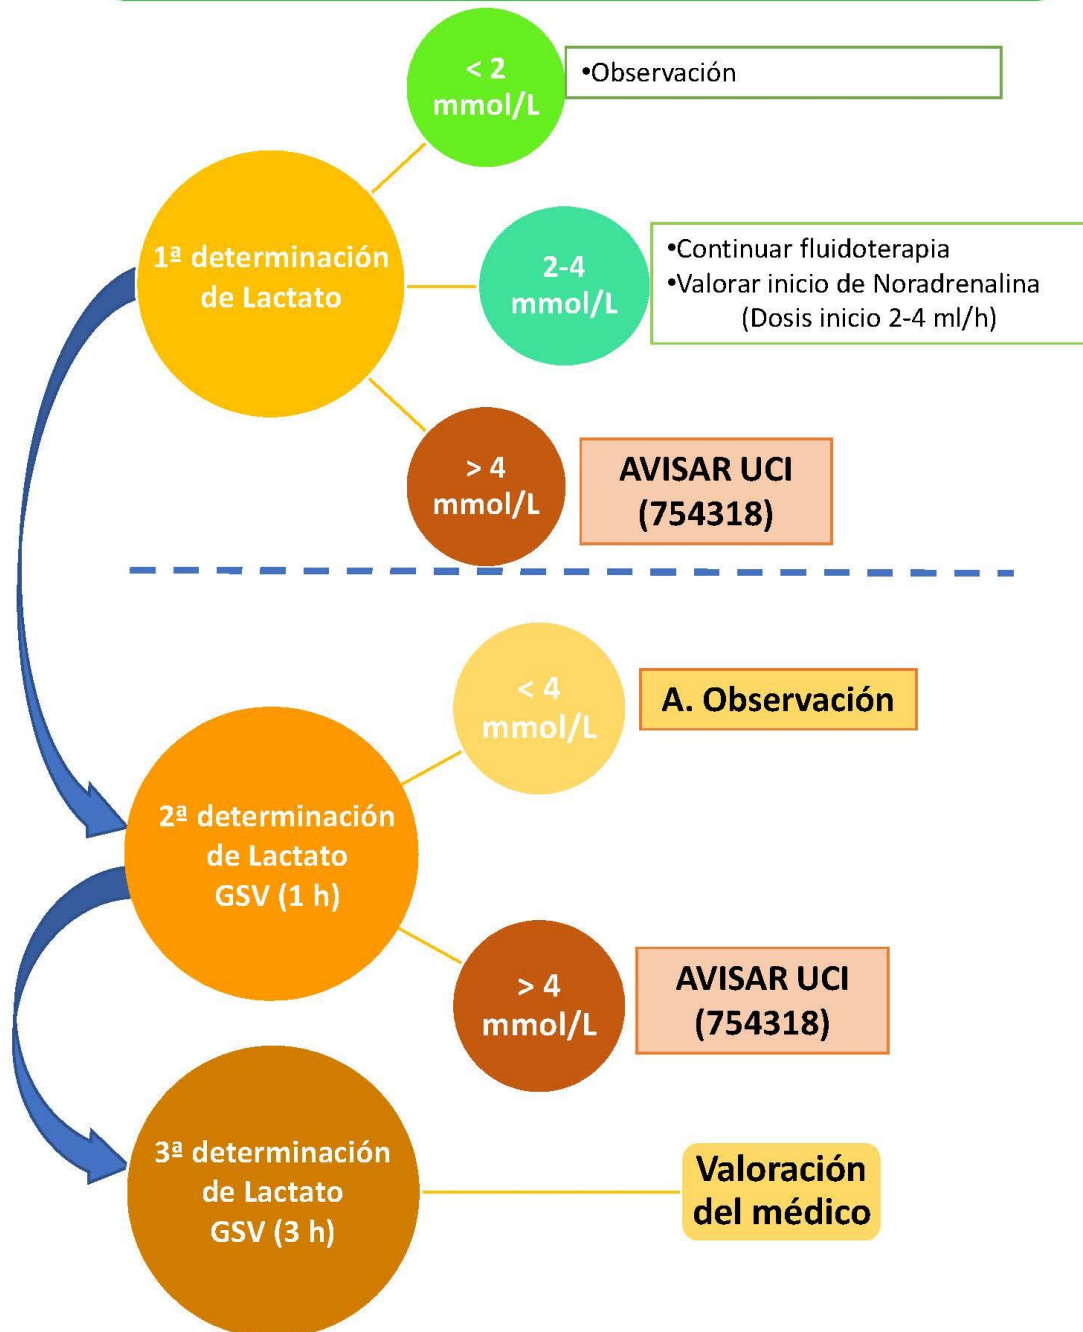 < 2
mmol/L
•Observación
1ª determinación
de Lactato
2-4
mmol/L
•Continuar fluidoterapia
•Valorar inicio de Noradrenalina
(Dosis inicio 2-4 ml/h)
> 4
mmol/L
AVISAR UCI
(754318)
< 4
mmol/L
A. Observación
2ª determinación
de Lactato
GSV (1 h)
> 4
mmol/L
AVISAR UCI
(754318)
3ª determinación
de Lactato
GSV (3 h)
Valoración
del médico